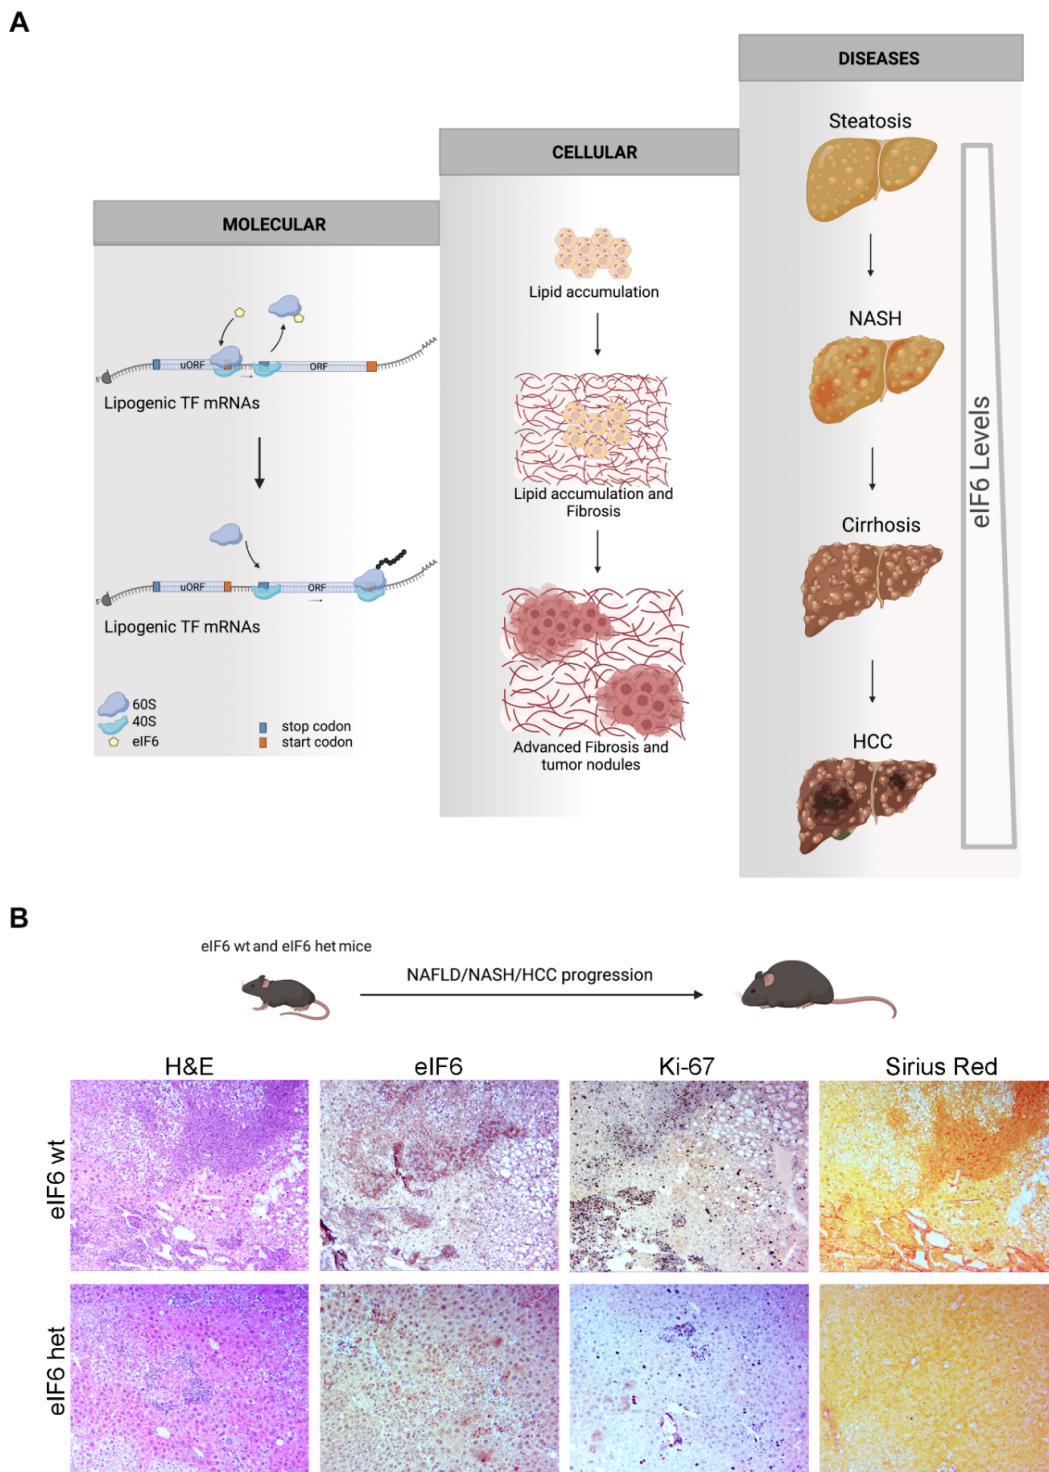 A
DISEASES
Steatosis
CELLULAR
MOLECULAR
Lipid accumulation
NASH
uORF
ORF
5'
Lipogenic TF mRNAs
eIF6 Levels
Lipid accumulation and
Fibrosis
Cirrhosis
uORF
ORF
5'
Lipogenic TF mRNAs
60S
40S
eIF6
stop codon
start codon
Advanced Fibrosis and
tumor nodules
HCC
B
eIF6 wt and eIF6 het mice
NAFLD/NASH/HCC progression
H&E
eIF6
Ki-67
Sirius Red
eIF6 wt
eIF6 het